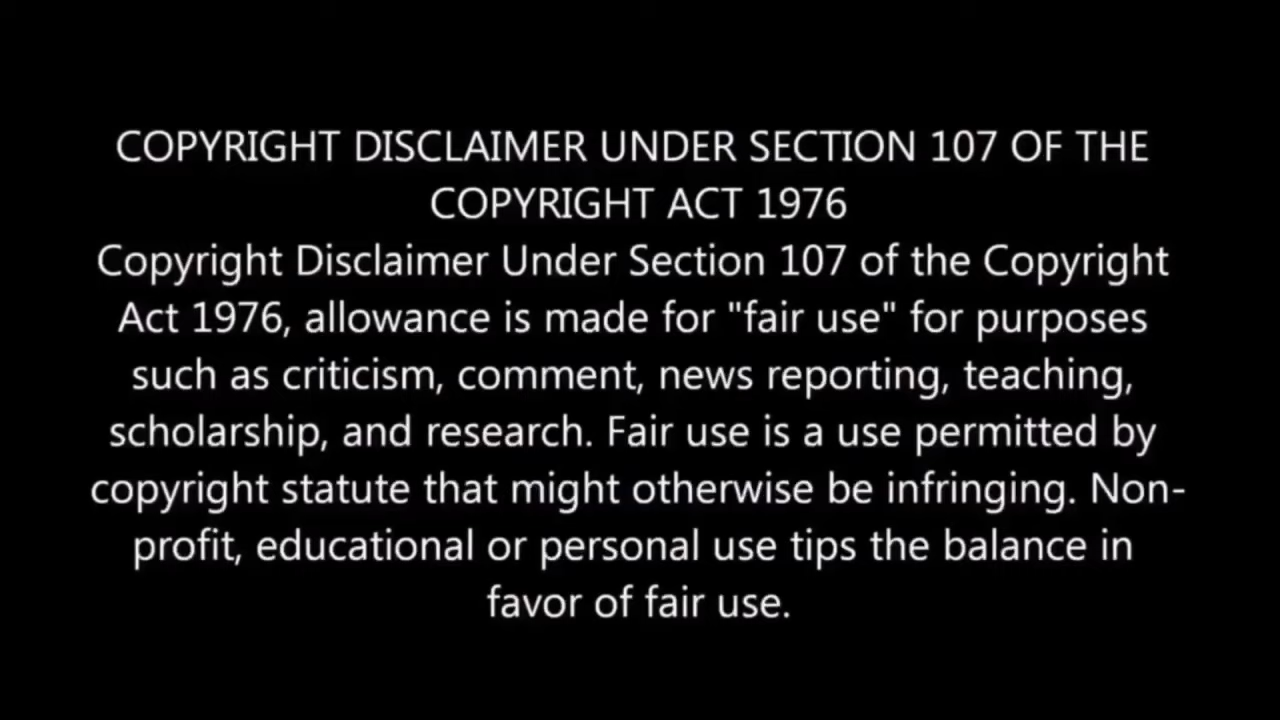 COPYRIGHT DISCLAIMER UNDER SECTION 107 OF THE
COPYRIGHT ACT 1976
Copyright Disclaimer Under Section 107 of the Copyright
Act 1976, allowance is made for "fair use" for purposes
such as criticism, comment, news reporting, teaching,
scholarship, and research. Fair use is a use permitted by
copyright statute that might otherwise be infringing. Non-
profit, educational or personal use tips the balance in
favor of fair use.